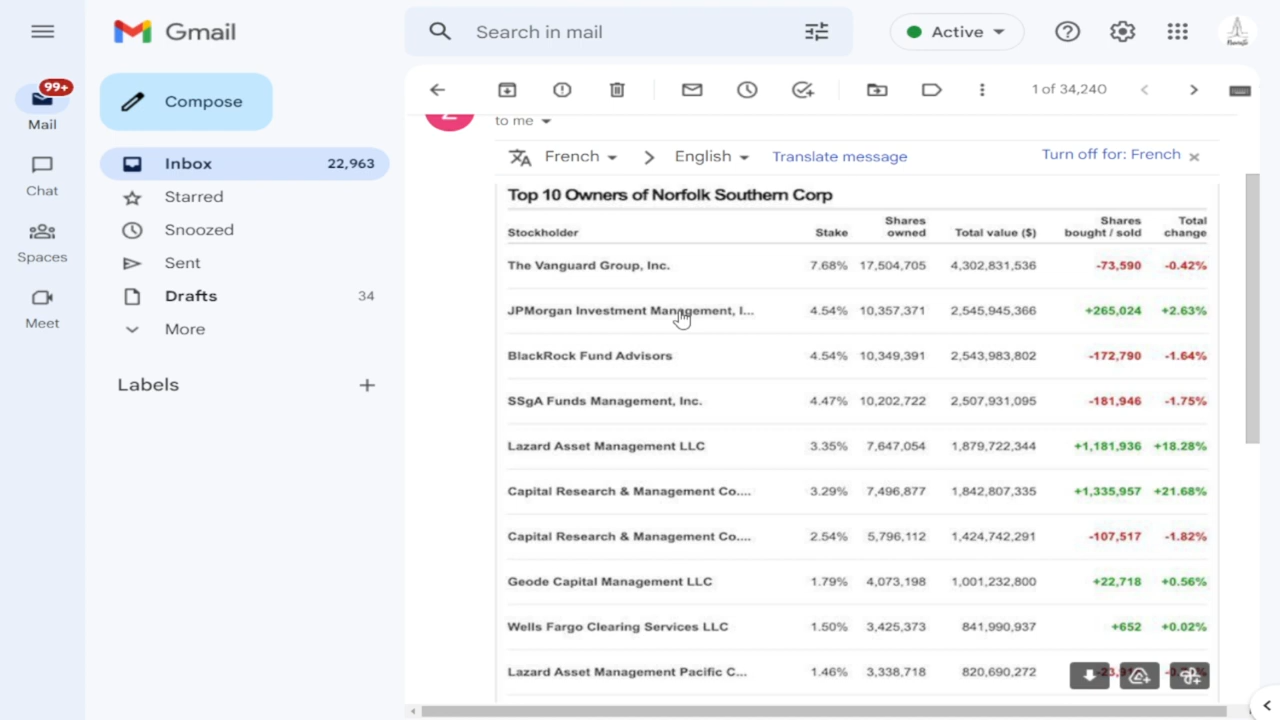 Gmail
Search in mail
Active
99+
Compose
1 of 34,240
Mail
to me
French
English
Translate message
Turn off for: French
Inbox 22,963
Chat
Starred
Snoozed
Spaces
Sent
Drafts 34
Meet
More
Labels
Top 10 Owners of Norfolk Southern Corp
Stockholder Stake Shares owned Total value ($) Shares bought / sold Total change
The Vanguard Group, Inc. 7.68% 17,504,705 4,302,831,536 -73,590 -0.42%
JPMorgan Investment Management, I... 4.54% 10,357,371 2,545,945,366 +265,024 +2.63%
BlackRock Fund Advisors 4.54% 10,349,391 2,543,983,802 -172,790 -1.64%
SSgA Funds Management, Inc. 4.47% 10,202,722 2,507,931,095 -181,946 -1.75%
Lazard Asset Management LLC 3.35% 7,647,054 1,879,722,344 +1,181,936 +18.28%
Capital Research & Management Co.... 3.29% 7,496,877 1,842,807,335 +1,335,957 +21.68%
Capital Research & Management Co.... 2.54% 5,796,112 1,424,742,291 -107,517 -1.82%
Geode Capital Management LLC 1.79% 4,073,198 1,001,232,800 +22,718 +0.56%
Wells Fargo Clearing Services LLC 1.50% 3,425,373 841,990,937 +652 +0.02%
Lazard Asset Management Pacific C... 1.46% 3,338,718 820,690,272